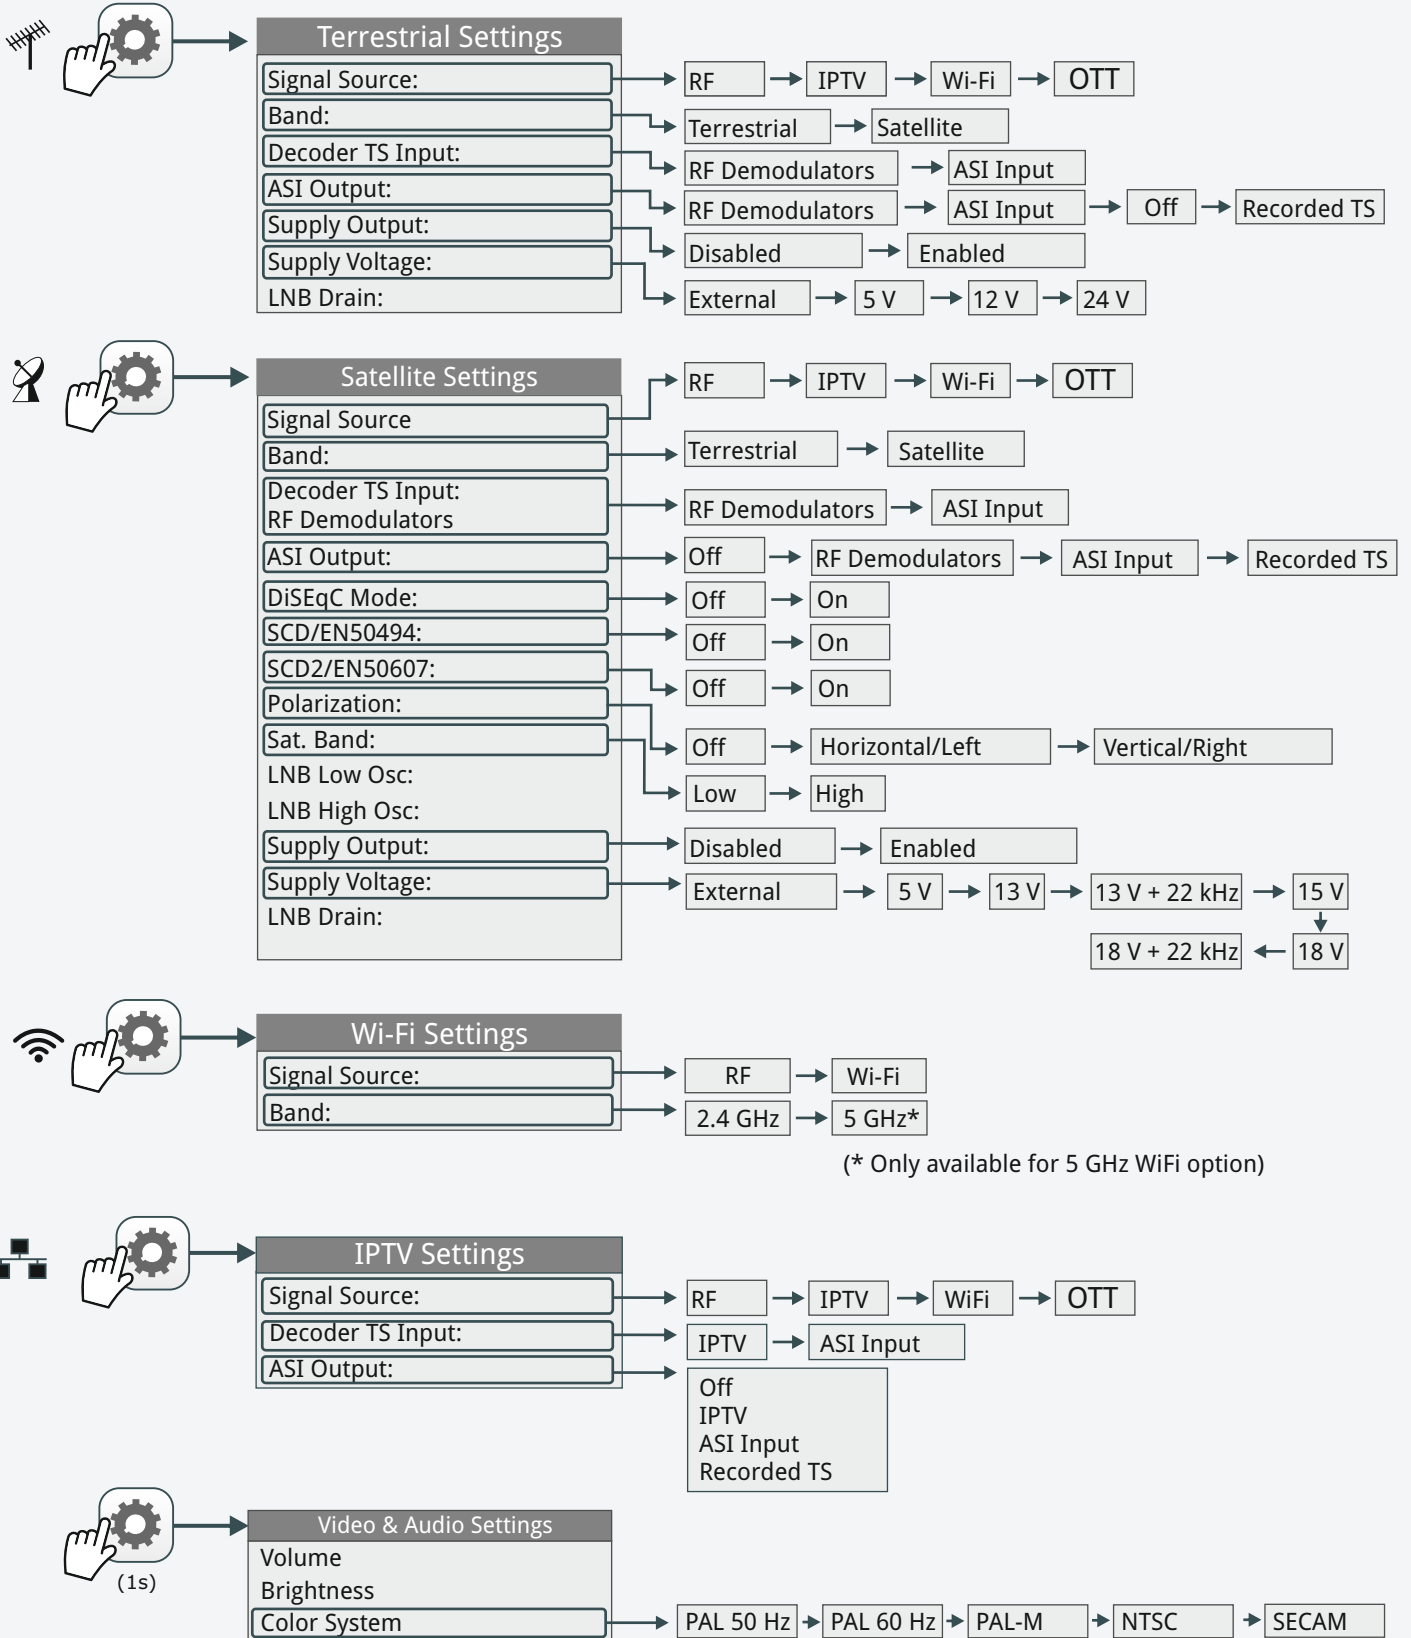 Terrestrial Settings
Signal Source:
RF
IPTV
Wi-Fi
OTT
Band:
Terrestrial
Satellite
Decoder TS Input:
RF Demodulators
ASI Input
ASI Output:
RF Demodulators
ASI Input
Off
Recorded TS
Supply Output:
Disabled
Enabled
Supply Voltage:
External
5 V
12 V
24 V
LNB Drain:
Satellite Settings
Signal Source
RF
IPTV
Wi-Fi
OTT
Band:
Terrestrial
Satellite
Decoder TS Input:
RF Demodulators
RF Demodulators
ASI Input
ASI Output:
Off
RF Demodulators
ASI Input
Recorded TS
DiSEqC Mode:
Off
On
SCD/EN50494:
Off
On
SCD2/EN50607:
Off
On
Polarization:
Off
Horizontal/Left
Vertical/Right
Sat. Band:
Low
High
LNB Low Osc:
LNB High Osc:
Supply Output:
Disabled
Enabled
Supply Voltage:
External
5 V
13 V
13 V + 22 kHz
15 V
18 V
18 V + 22 kHz
LNB Drain:
Wi-Fi Settings
Signal Source:
RF
Wi-Fi
Band:
2.4 GHz
5 GHz*
(* Only available for 5 GHz WiFi option)
IPTV Settings
Signal Source:
RF
IPTV
WiFi
OTT
Decoder TS Input:
IPTV
ASI Input
ASI Output:
Off
IPTV
ASI Input
Recorded TS
(1s)
Video & Audio Settings
Volume
Brightness
Color System
PAL 50 Hz
PAL 60 Hz
PAL-M
NTSC
SECAM